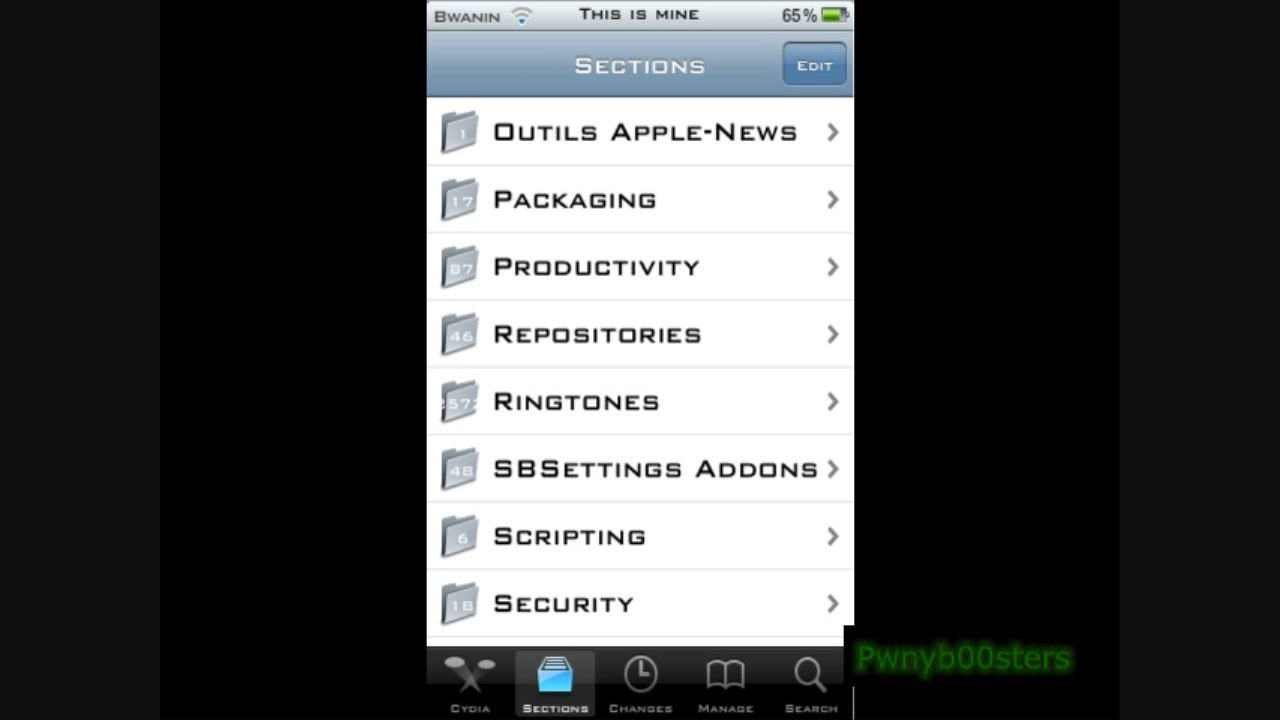 Bwanin This is mine 65%
Sections Edit
1 Outils Apple-News
17 Packaging
87 Productivity
46 Repositories
Ringtones
48 SBSettings Addons
6 Scripting
18 Security
Pwnyb00sters
Cydia Sections Changes Manage Search